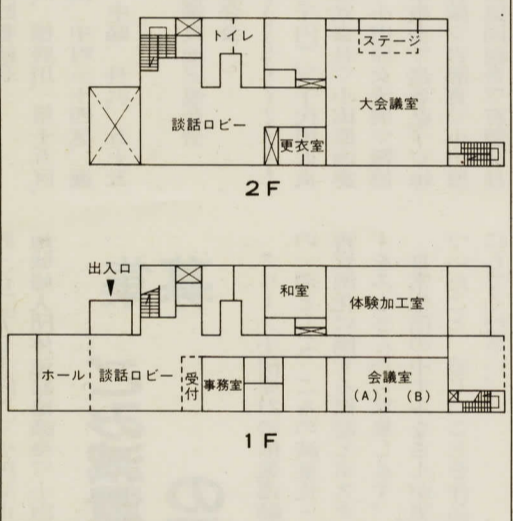 トイレ
ステージ
談話ロビー
大会議室
更衣室
2F
出入口
和室
体験加工室
ホール
談話ロビー
受付
事務室
会議室
(A)
(B)
1F